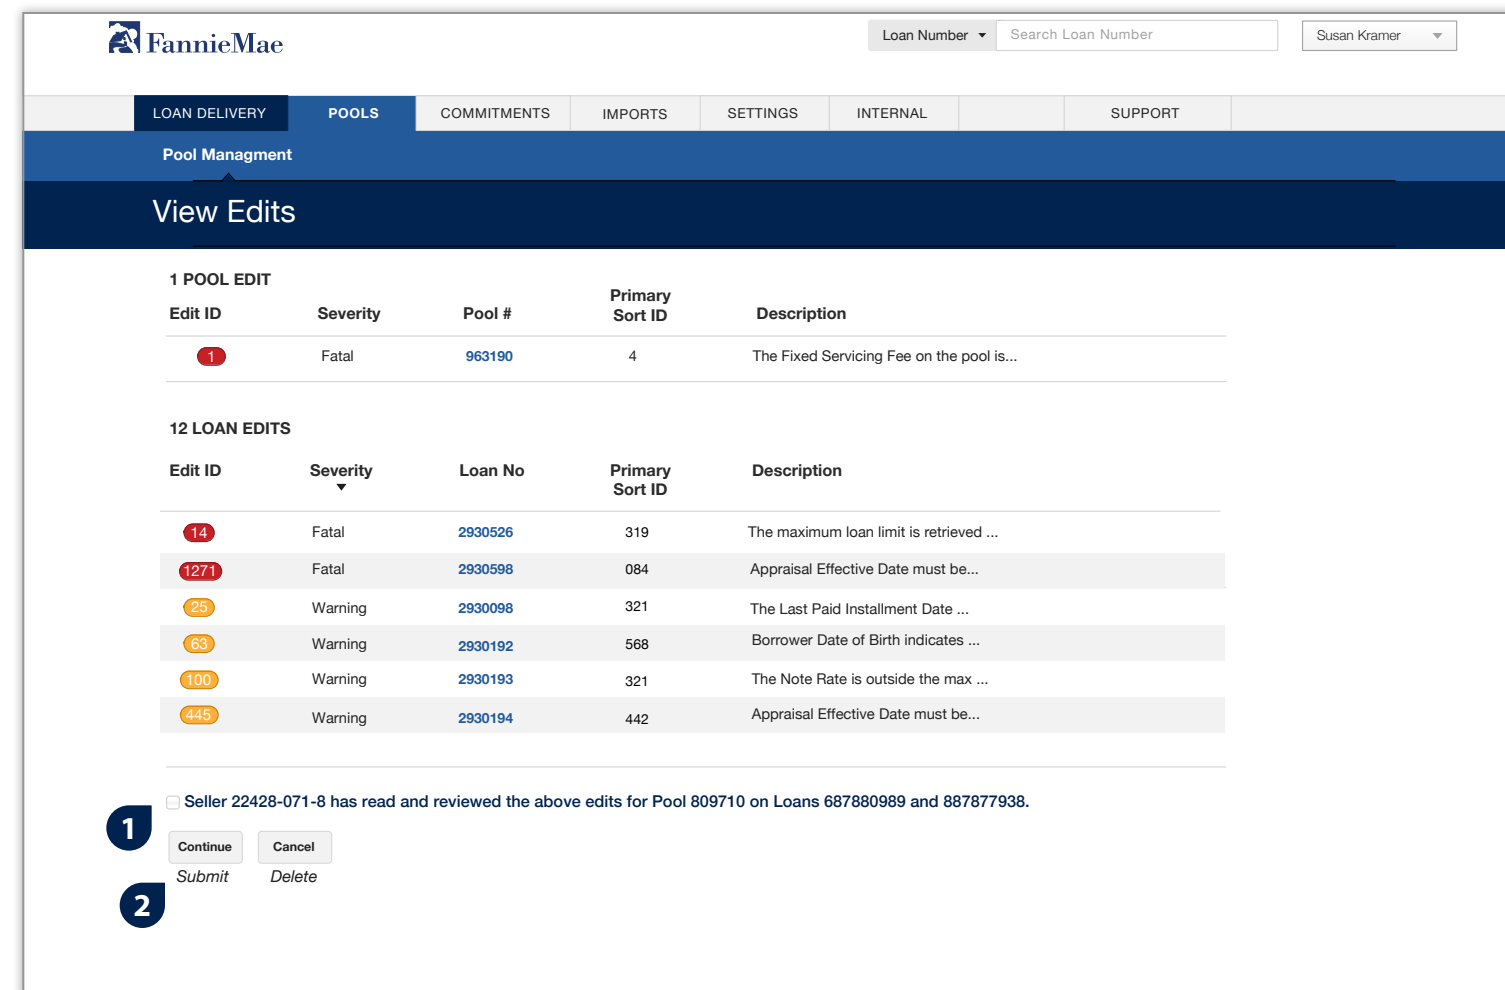 FannieMae
Loan Number Search Loan Number Susan Kramer
LOAN DELIVERY POOLS COMMITMENTS IMPORTS SETTINGS INTERNAL SUPPORT
Pool Managment
View Edits
1 POOL EDIT
Edit ID Severity Pool # Primary Sort ID Description
1 Fatal 963190 4 The Fixed Servicing Fee on the pool is...
12 LOAN EDITS
Edit ID Severity Loan No Primary Sort ID Description
14 Fatal 2930526 319 The maximum loan limit is retrieved ...
1271 Fatal 2930598 084 Appraisal Effective Date must be...
25 Warning 2930098 321 The Last Paid Installment Date ...
63 Warning 2930192 568 Borrower Date of Birth indicates ...
100 Warning 2930193 321 The Note Rate is outside the max ...
445 Warning 2930194 442 Appraisal Effective Date must be...
Seller 22428-071-8 has read and reviewed the above edits for Pool 809710 on Loans 687880989 and 887877938.
1
Continue Cancel
Submit Delete
2